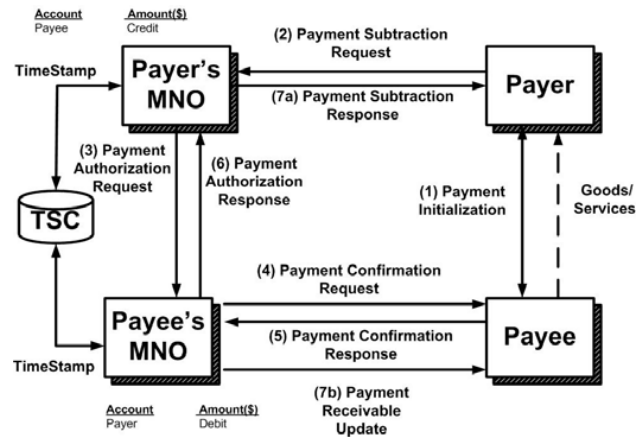 Account Amount($)
Payee Credit
TimeStamp
Payer's
MNO
(2) Payment Subtraction
Request
(7a) Payment Subtraction
Response
Payer
(3) Payment
Authorization
Request
(6) Payment
Authorization
Response
(1) Payment
Initialization
Goods/
Services
TSC
(4) Payment Confirmation
Request
Payee's
MNO
(5) Payment Confirmation
Response
Payee
TimeStamp
(7b) Payment
Receivable
Update
Account Amount($)
Payer Debit